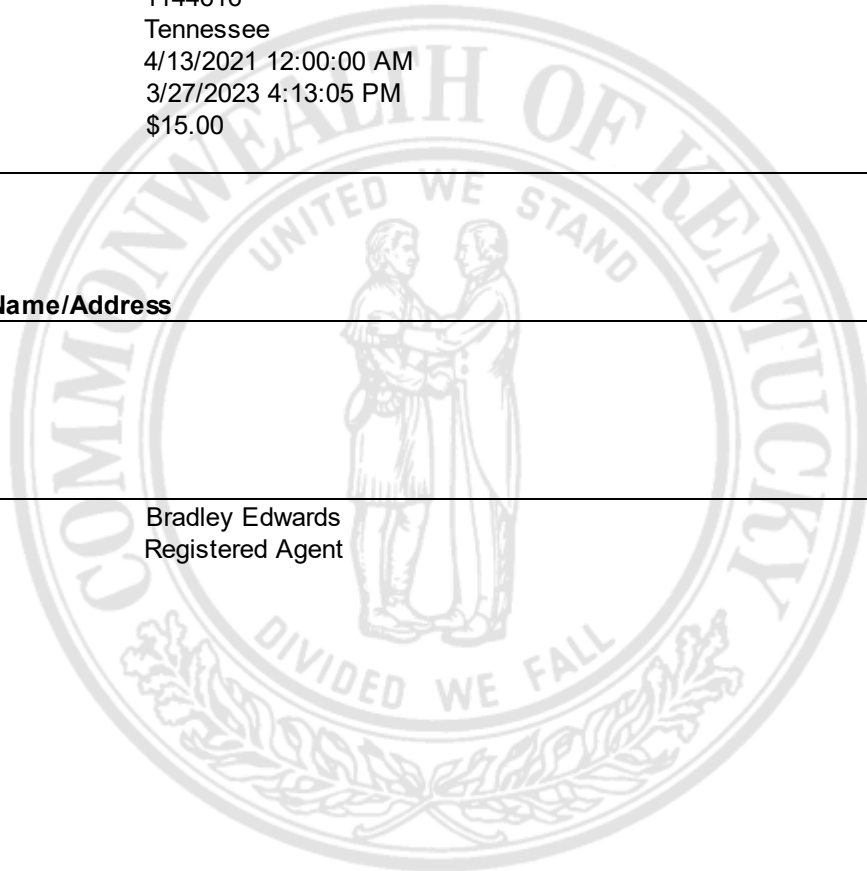 Tennessee
4/13/2021 12:00:00 AM
3/27/2023 4:13:05 PM
$15.00
COMMONWEALTH OF KENTUCKY
UNITED WE STAND
Name/Address
Bradley Edwards
Registered Agent
DIVIDED WE FALL